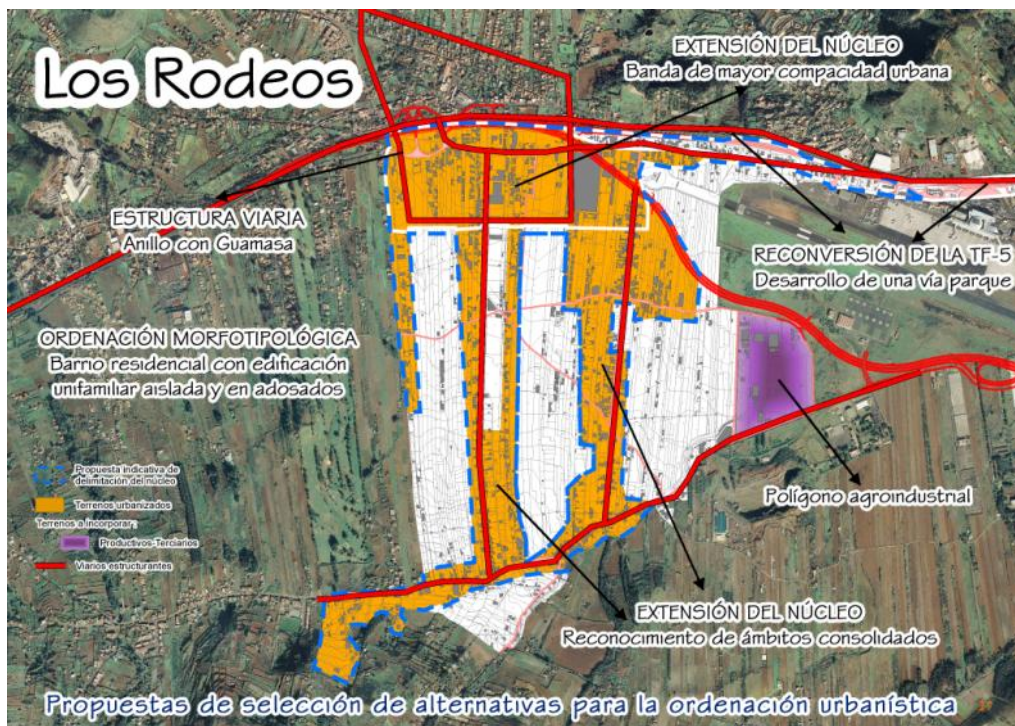 Los Rodeos
EXTENSIÓN DEL NÚCLEO
Banda de mayor compacidad urbana
ESTRUCTURA VIARIA
Anillo con Guamasa
RECONVERSIÓN DE LA TF-5
Desarrollo de una vía parque
ORDENACIÓN MORFOTIPOLÓGICA
Barrio residencial con edificación
unifamiliar aislada y en adosados
Propuesta indicativa de
delimitación del núcleo
Terrenos urbanizados
Terrenos a incorporar:
Productivos-Terciarios
Viarios estructurantes
Polígono agroindustrial
EXTENSIÓN DEL NÚCLEO
Reconocimiento de ámbitos consolidados
Propuestas de selección de alternativas para la ordenación urbanística